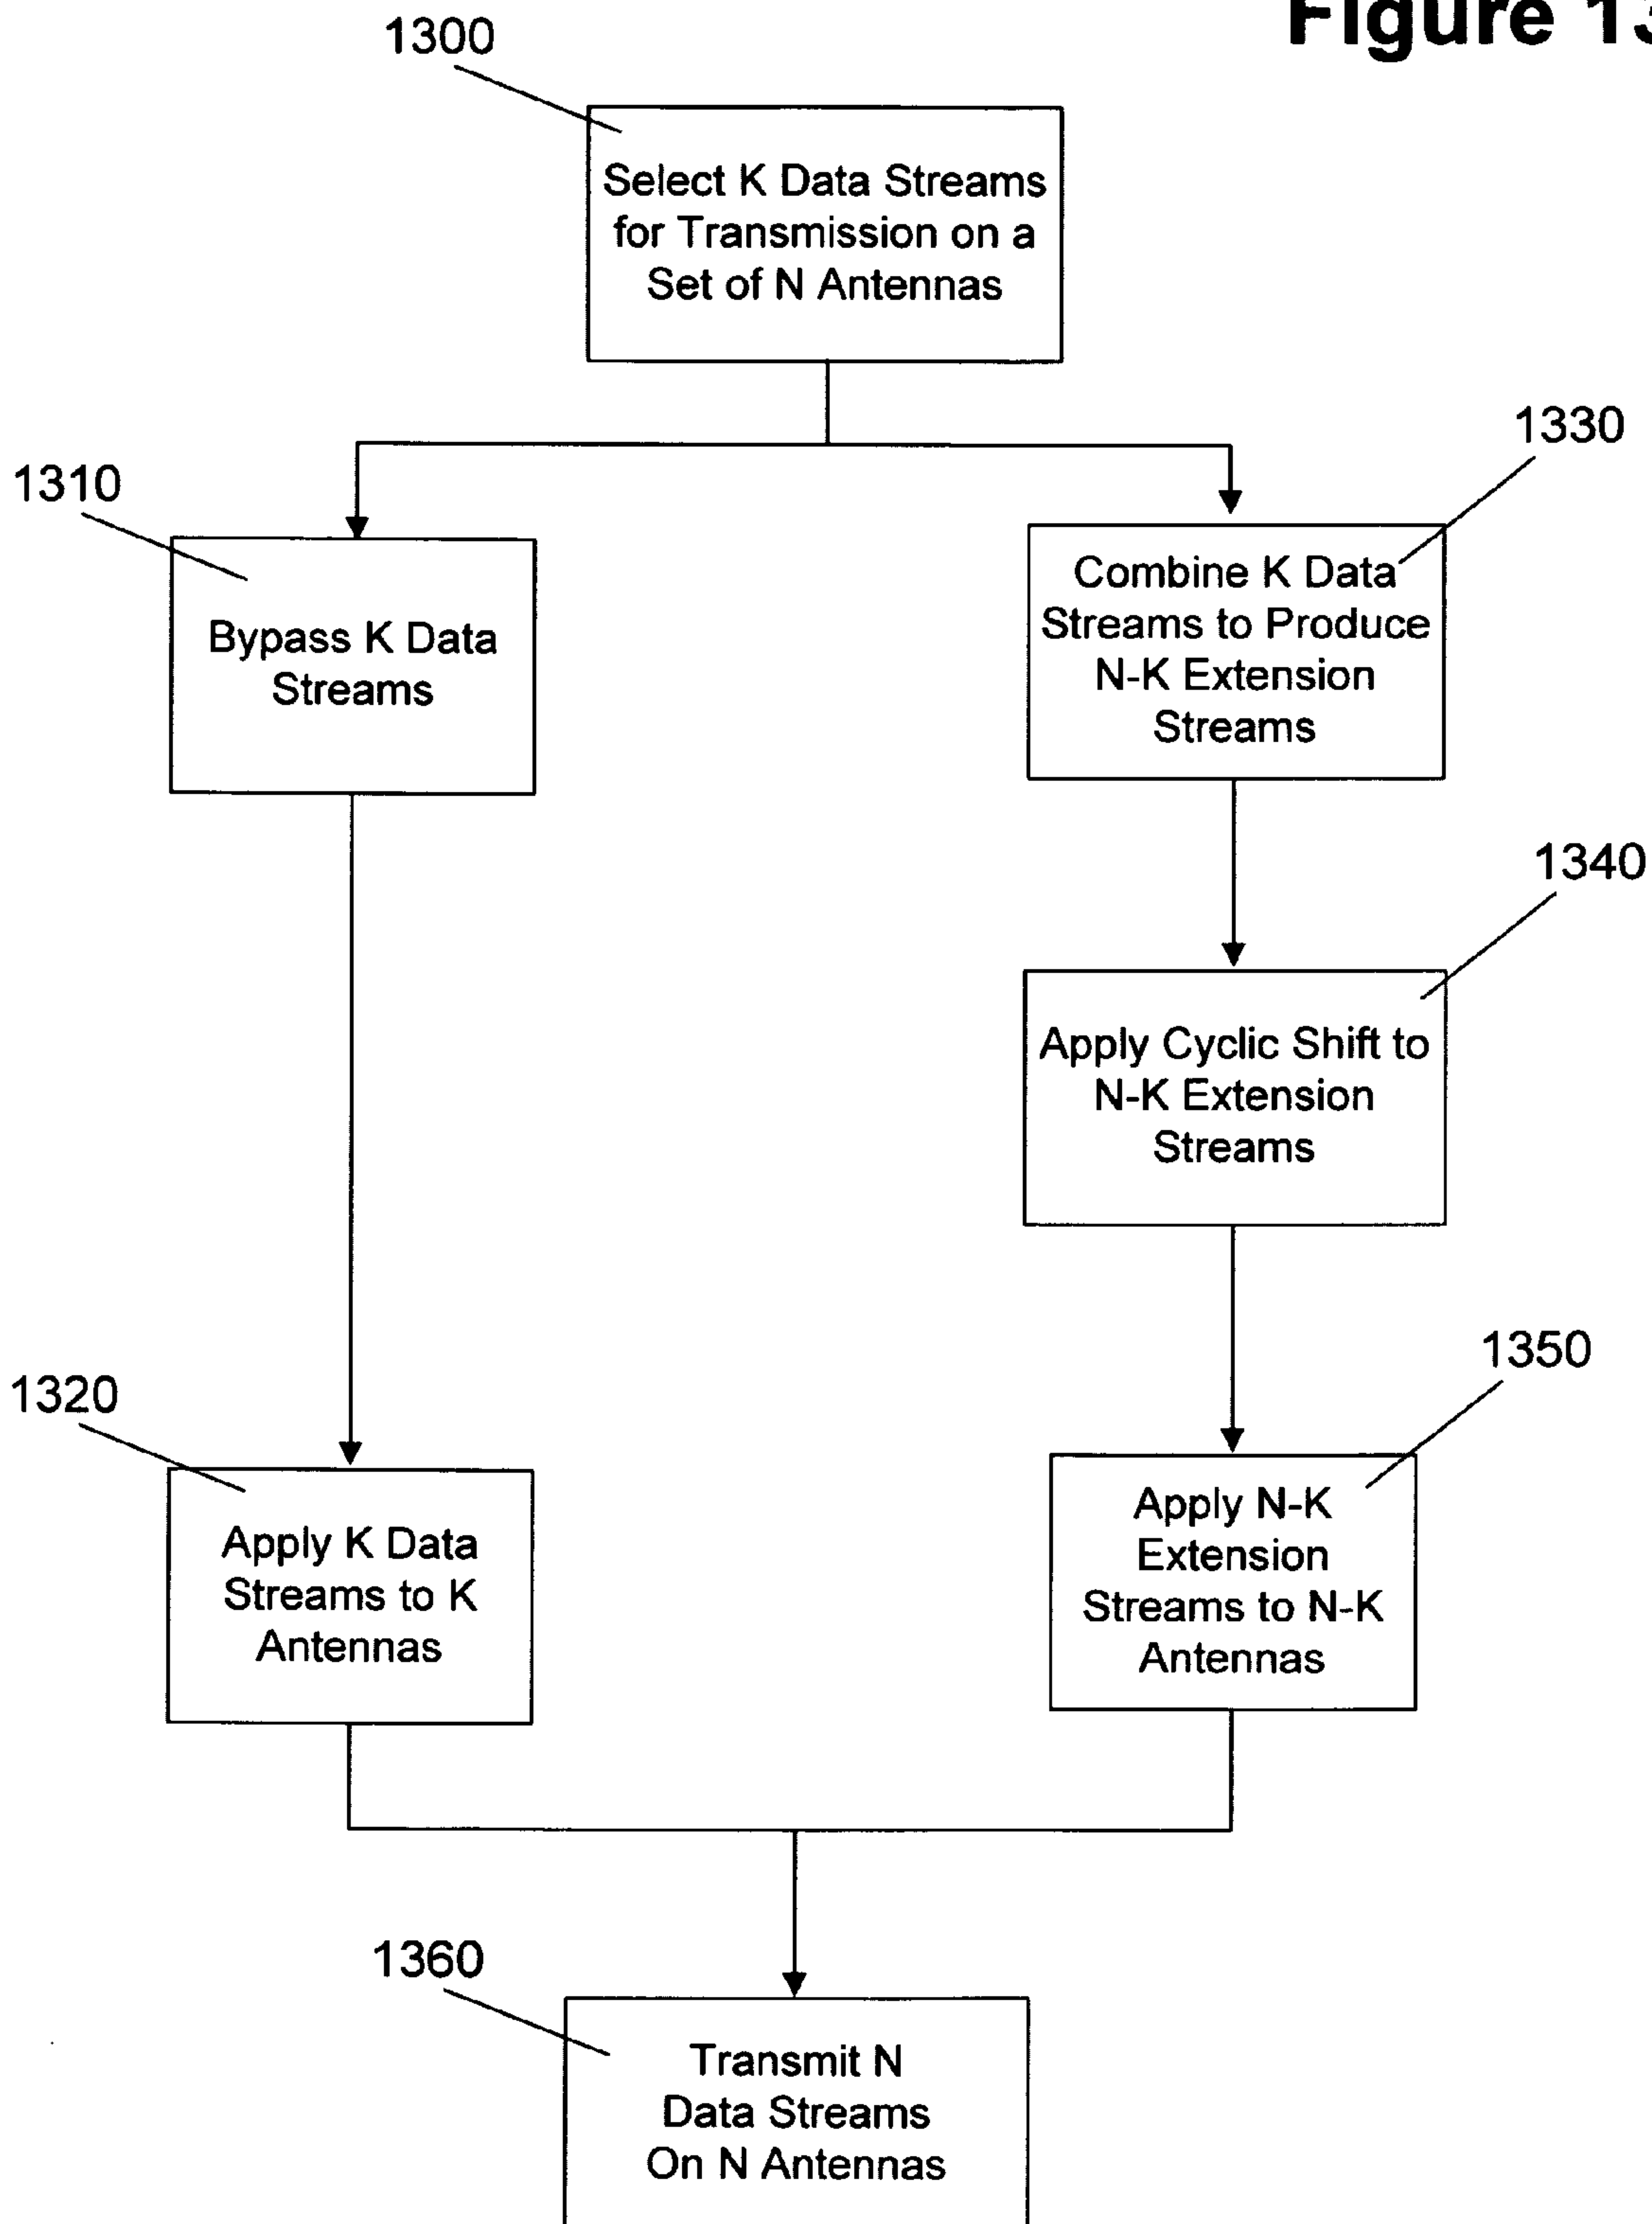 Figure 13
1300
Select K Data Streams
for Transmission on a
Set of N Antennas
1310
Bypass K Data
Streams
1330
Combine K Data
Streams to Produce
N-K Extension
Streams
1340
Apply Cyclic Shift to
N-K Extension
Streams
1320
Apply K Data
Streams to K
Antennas
1350
Apply N-K
Extension
Streams to N-K
Antennas
1360
Transmit N
Data Streams
On N Antennas